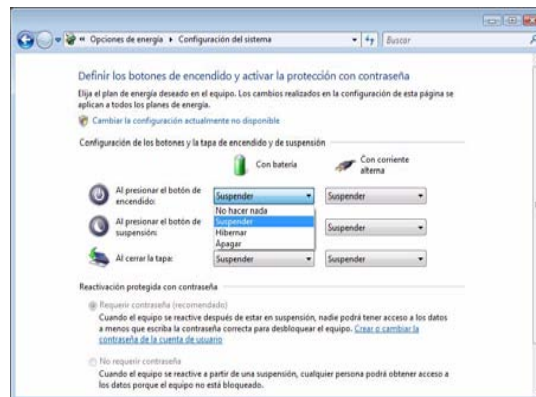 « Opciones de energía ▸ Configuración del sistema
Buscar
Definir los botones de encendido y activar la protección con contraseña
Elija el plan de energía deseado en el equipo. Los cambios realizados en la configuración de esta página se
aplican a todos los planes de energía.
Cambiar la configuración actualmente no disponible
Configuración de los botones y la tapa de encendido y de suspensión
Con batería
Con corriente
alterna
Al presionar el botón de
encendido:
Suspender
Suspender
No hacer nada
Suspender
Hibernar
Apagar
Al presionar el botón de
suspensión:
Suspender
Al cerrar la tapa:
Suspender
Suspender
Reactivación protegida con contraseña
Requerir contraseña (recomendado)
Cuando el equipo se reactive después de estar en suspensión, nadie podrá tener acceso a los datos
a menos que escriba la contraseña correcta para desbloquear el equipo. Crear o cambiar la
contraseña de la cuenta de usuario
No requerir contraseña
Cuando el equipo se reactive a partir de una suspensión, cualquier persona podrá obtener acceso a
los datos porque el equipo no está bloqueado.